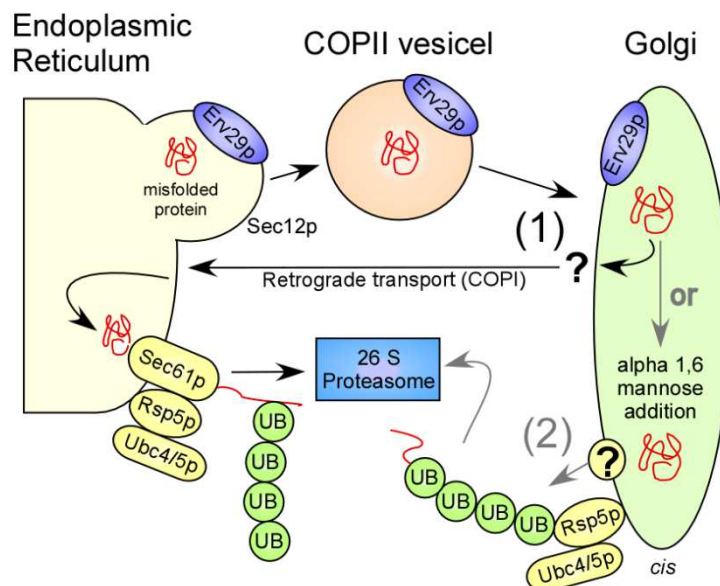 Endoplasmic
Reticulum
COPII vesicel
Golgi
Erv29p
misfolded
protein
Sec12p
Erv29p
Erv29p
(1)
?
Retrograde transport (COPI)
or
alpha 1,6
mannose
addition
Sec61p
Rsp5p
Ubc4/5p
26 S
Proteasome
UB
UB
UB
UB
(2)
?
UB
UB
UB
UB
Rsp5p
Ubc4/5p
cis